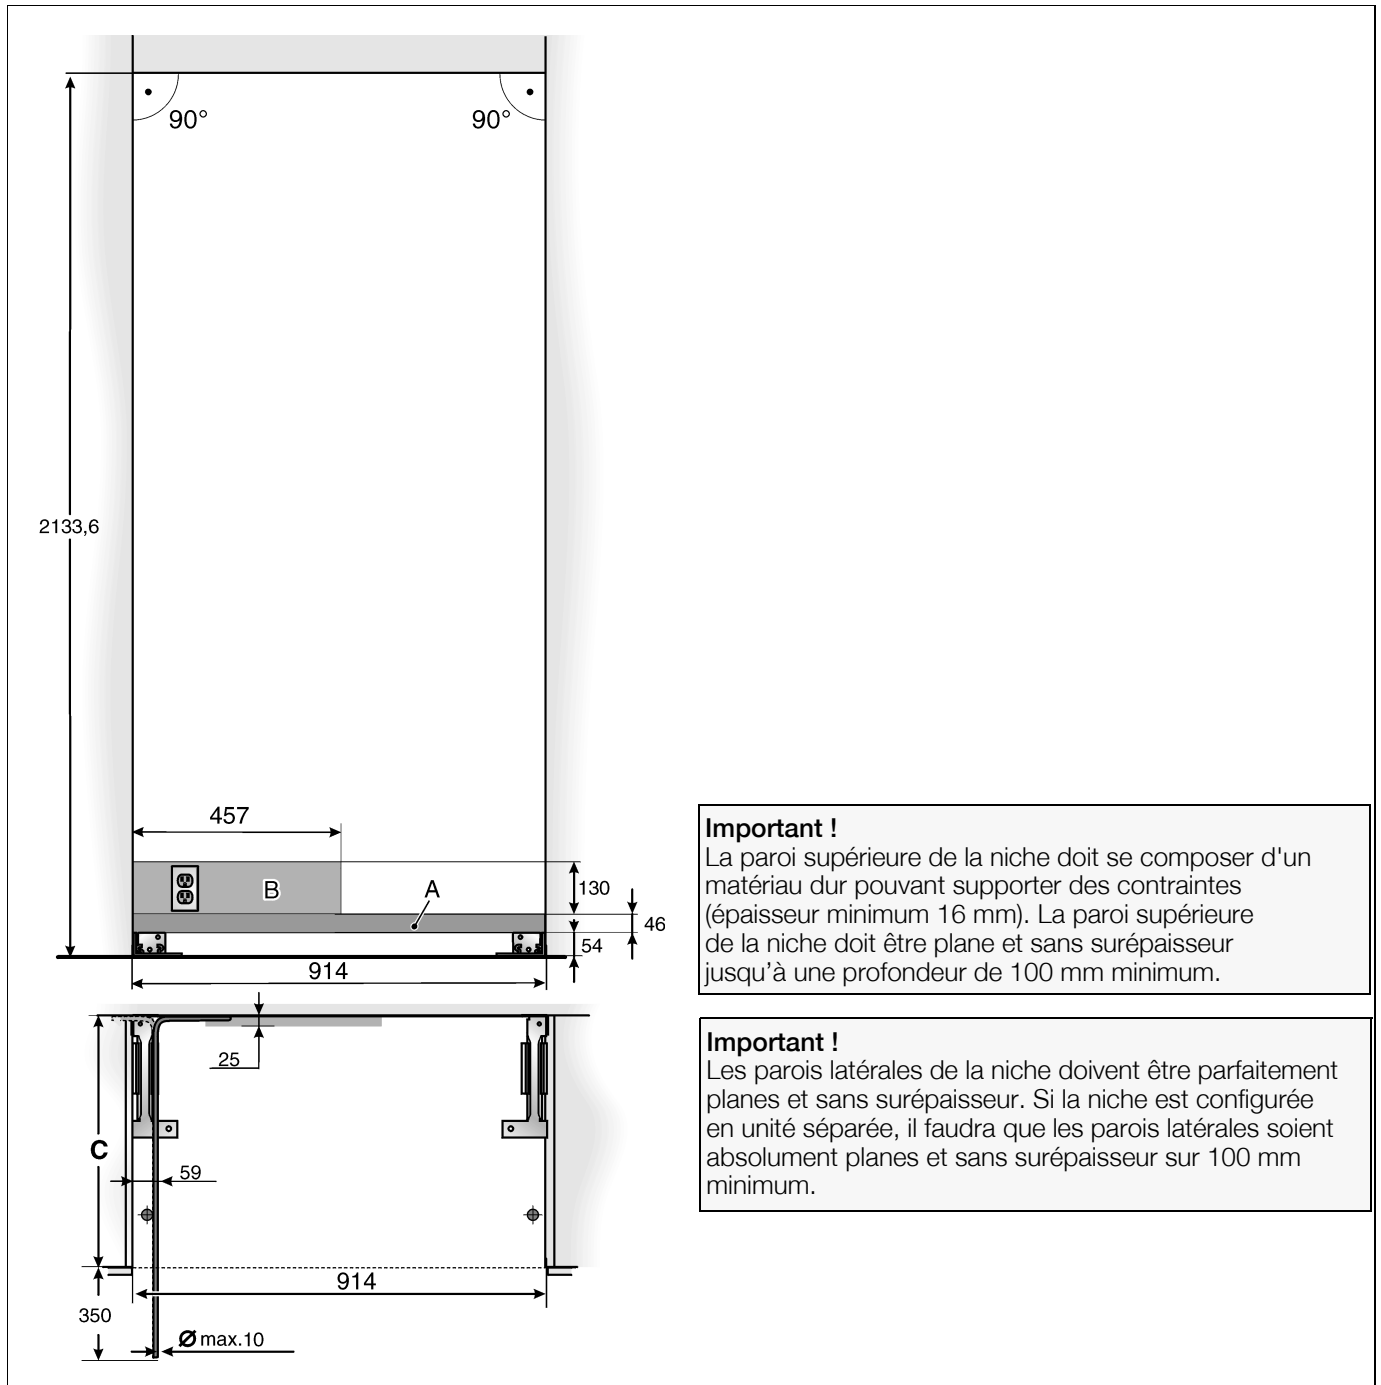 90°
90°
2133,6
457
B
A
130
46
54
914
Important !
La paroi supérieure de la niche doit se composer d'un
matériau dur pouvant supporter des contraintes
(épaisseur minimum 16 mm). La paroi supérieure
de la niche doit être plane et sans surépaisseur
jusqu'à une profondeur de 100 mm minimum.
25
C
59
914
350
Ø max.10
Important !
Les parois latérales de la niche doivent être parfaitement
planes et sans surépaisseur. Si la niche est configurée
en unité séparée, il faudra que les parois latérales soient
absolument planes et sans surépaisseur sur 100 mm
minimum.